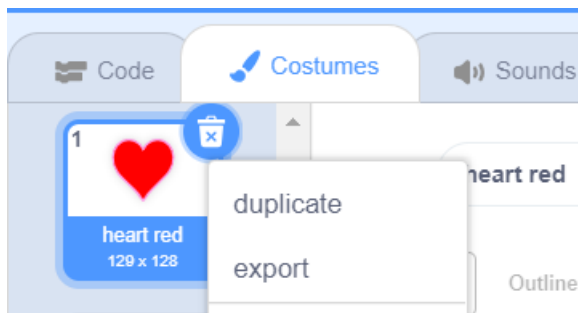 Code
Costumes
Sounds
1
heart red
129 x 128
duplicate
export
heart red
Outline